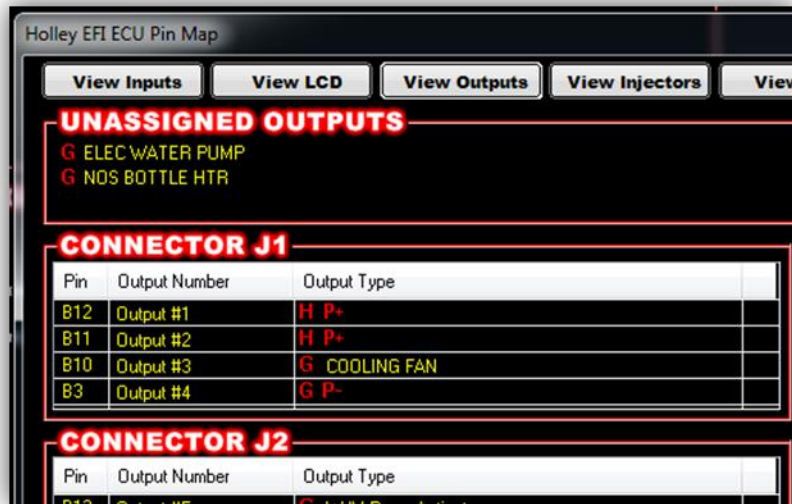 Holley EFI ECU Pin Map
View Inputs View LCD View Outputs View Injectors View
UNASSIGNED OUTPUTS
G ELEC WATER PUMP
G NOS BOTTLE HTR
CONNECTOR J1
Pin Output Number Output Type
B12 Output #1 H P+
B11 Output #2 H P+
B10 Output #3 G COOLING FAN
B3 Output #4 G P-
CONNECTOR J2
Pin Output Number Output Type